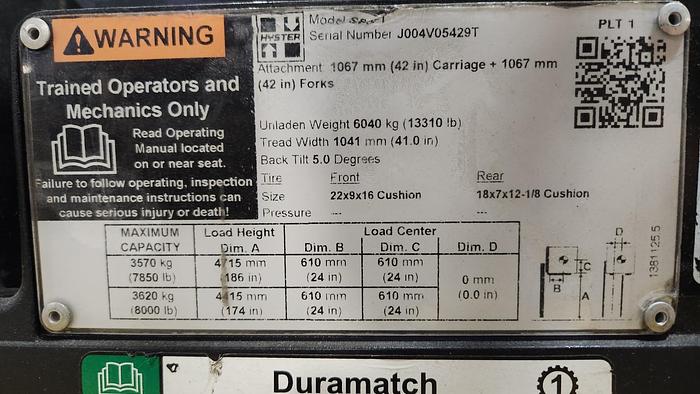 WARNING
Trained Operators and
Mechanics Only
Read Operating
Manual located
on or near seat.
Failure to follow operating, inspection
and maintenance instructions can
cause serious injury or death!
HYSTER
Model
Serial Number J004V05429T
Attachment 1067 mm (42 in) Carriage + 1067 mm
(42 in) Forks
Unladen Weight 6040 kg (13310 lb)
Tread Width 1041 mm (41.0 in)
Back Tilt 5.0 Degrees
Tire Front Rear
Size 22x9x16 Cushion 18x7x12-1/8 Cushion
Pressure --- ---
PLT 1
MAXIMUM CAPACITY Load Height Dim. A Load Center Dim. B Dim. C Dim. D
3570 kg 4715 mm 610 mm 610 mm 0 mm
(7850 lb) (186 in) (24 in) (24 in) (0.0 in)
3620 kg 4415 mm 610 mm 610 mm
(8000 lb) (174 in) (24 in) (24 in)
D
C
B
A
1381125.5
Duramatch
1